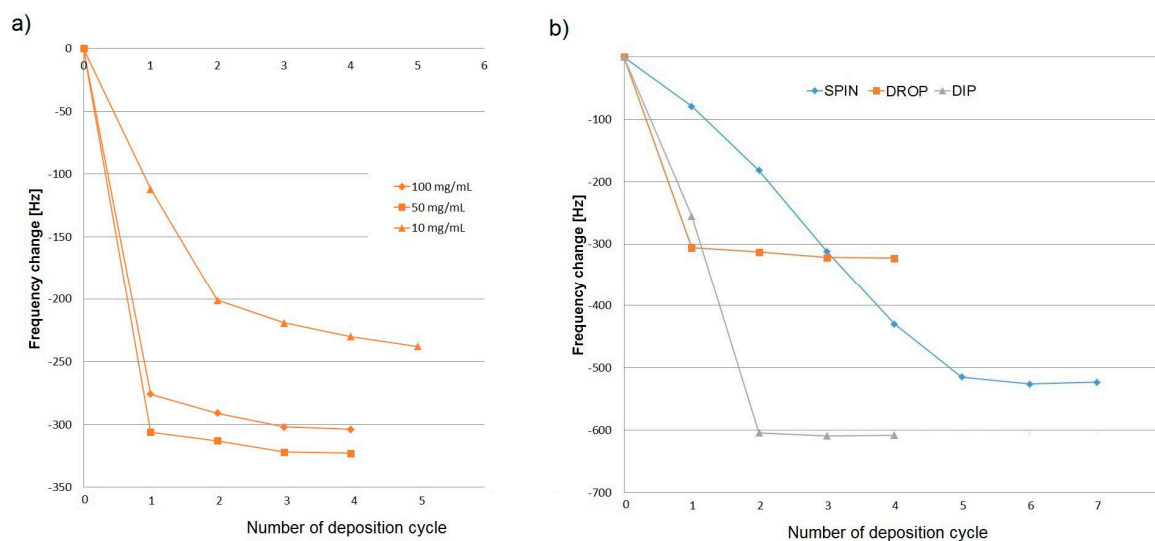 a)
Frequency change [Hz]
0
-50
-100
-150
-200
-250
-300
-350
0 1 2 3 4 5 6
100 mg/mL
50 mg/mL
10 mg/mL
0 1 2 3 4 5
Number of deposition cycle
b)
Frequency change [Hz]
SPIN DROP DIP
-100
-200
-300
-400
-500
-600
-700
0 1 2 3 4 5 6 7
Number of deposition cycle